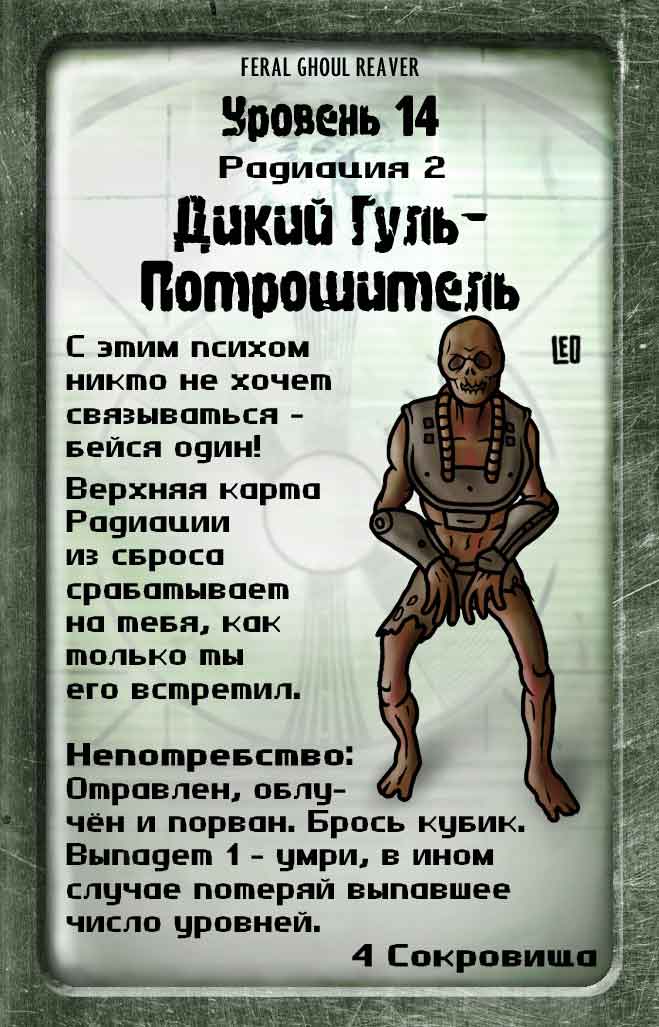 FERAL GHOUL REAVER
Уровень 14
Радиация 2
Дикий Гуль-
Потрошитель
С этим психом
никто не хочет
связываться -
бейся один!
LEO
Верхняя карта
Радиации
из сброса
срабатывает
на тебя, как
только ты
его встретил.
Непотребство:
Отравлен, облу-
чён и порван. Брось кубик.
Выпадет 1 - умри, в ином
случае потеряй выпавшее
число уровней.
4 Сокровища